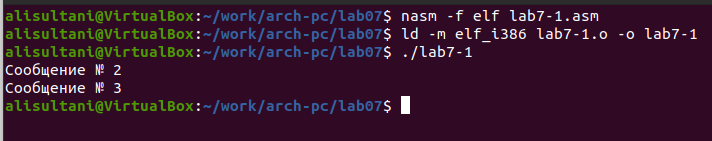 alisultani@VirtualBox:~/work/arch-pc/lab07$ nasm -f elf lab7-1.asm
alisultani@VirtualBox:~/work/arch-pc/lab07$ ld -m elf_i386 lab7-1.o -o lab7-1
alisultani@VirtualBox:~/work/arch-pc/lab07$ ./lab7-1
Сообщение № 2
Сообщение № 3
alisultani@VirtualBox:~/work/arch-pc/lab07$